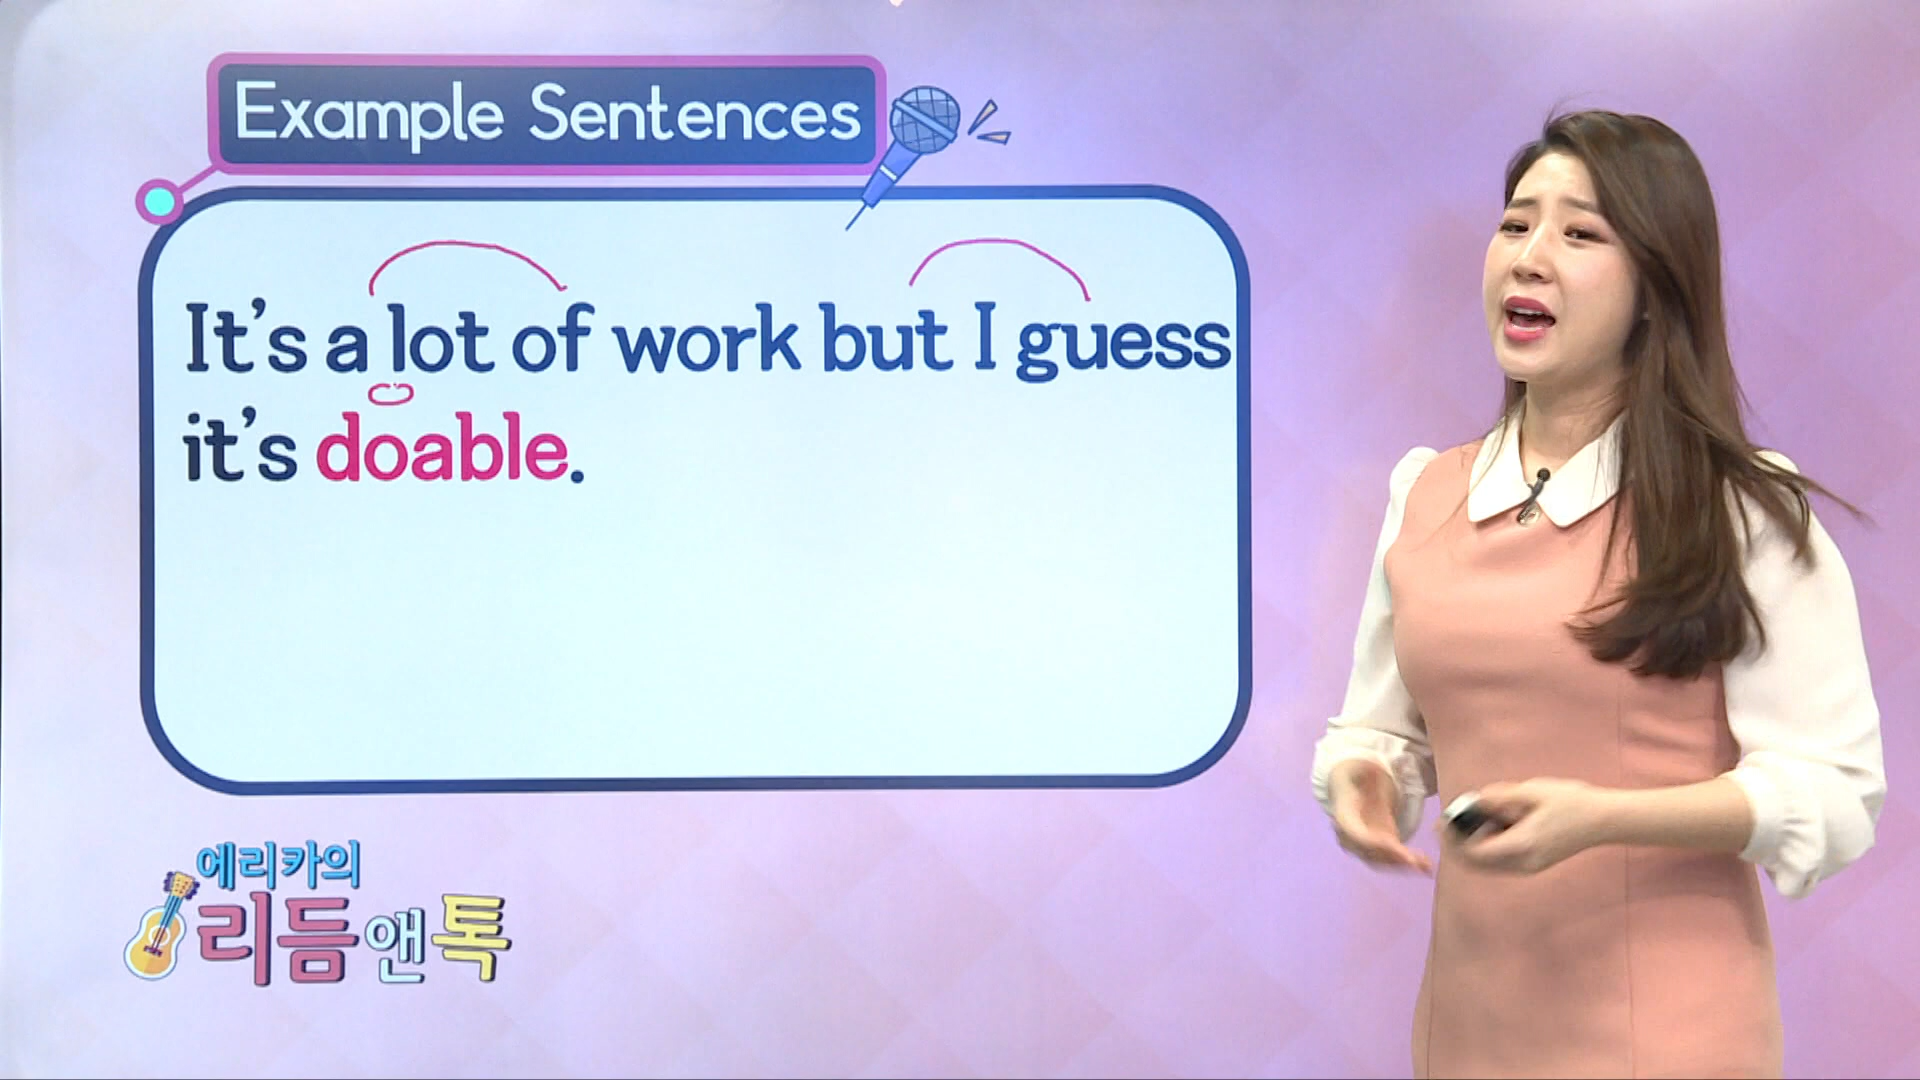 Example Sentences
It's a lot of work but I guess
it's doable.
에리카의
리듬앤톡